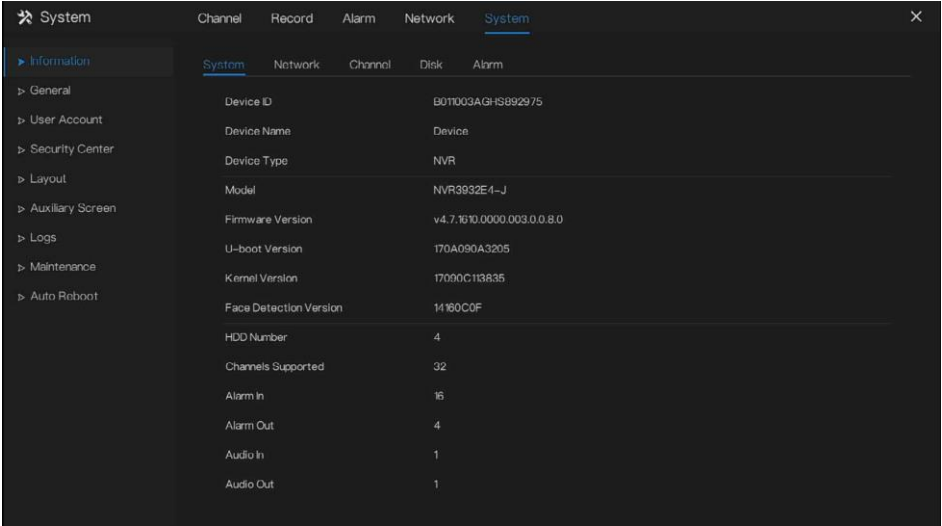 System Channel Record Alarm Network System
Information
General
User Account
Security Center
Layout
Auxiliary Screen
Logs
Maintenance
Auto Reboot
System Network Channel Disk Alarm
Device ID B011003AGHS892975
Device Name Device
Device Type NVR
Model NVR3932E4-J
Firmware Version v4.7.1610.0000.003.0.0.8.0
U-boot Version 170A090A3205
Kernel Version 17090C113835
Face Detection Version 14160C0F
HDD Number 4
Channels Supported 32
Alarm In 16
Alarm Out 4
Audio In 1
Audio Out 1